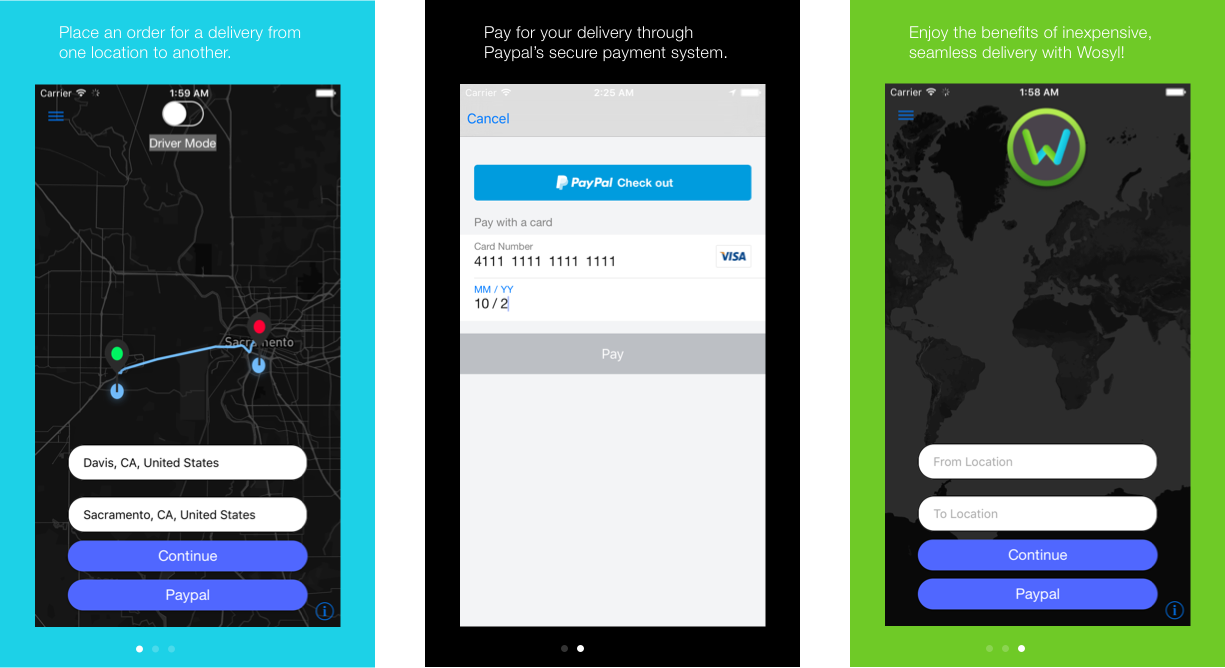 Place an order for a delivery from
one location to another.
Carrier
1:59 AM
Driver Mode
Sacramento
Davis, CA, United States
Sacramento, CA, United States
Continue
Paypal
i
Pay for your delivery through
Paypal's secure payment system.
Carrier
2:25 AM
Cancel
PayPal Check out
Pay with a card
Card Number
4111 1111 1111 1111
VISA
MM / YY
10 / 2
Pay
Enjoy the benefits of inexpensive,
seamless delivery with Wosyl!
Carrier
1:58 AM
W
From Location
To Location
Continue
Paypal
i